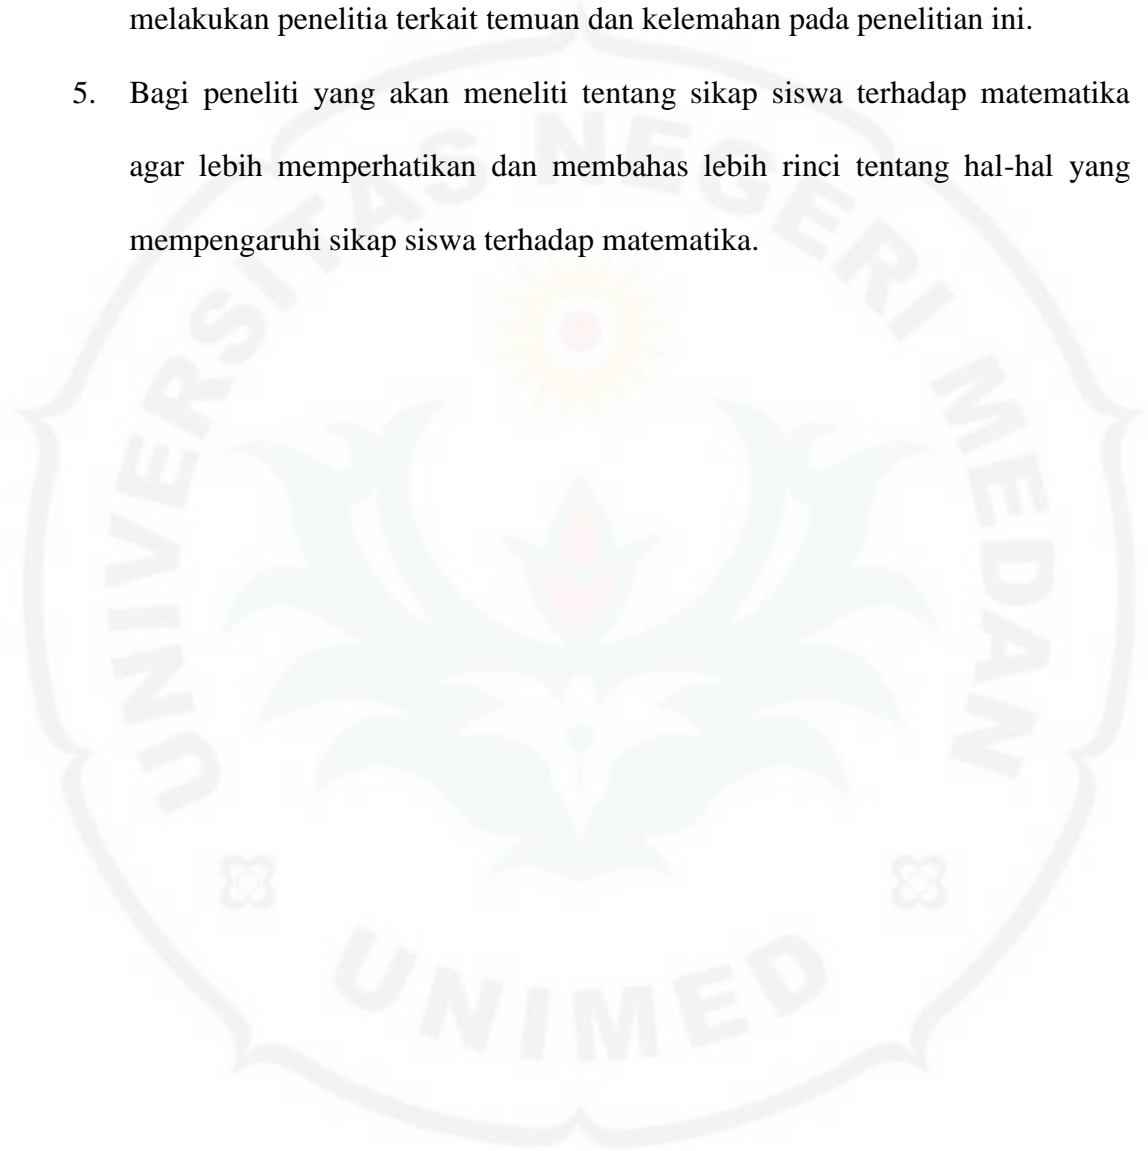 melakukan penelitia terkait temuan dan kelemahan pada penelitian ini.
5. Bagi peneliti yang akan meneliti tentang sikap siswa terhadap matematika
agar lebih memperhatikan dan membahas lebih rinci tentang hal-hal yang
mempengaruhi sikap siswa terhadap matematika.
UNIVERSITAS NEGERI MEDAN
UNIMED